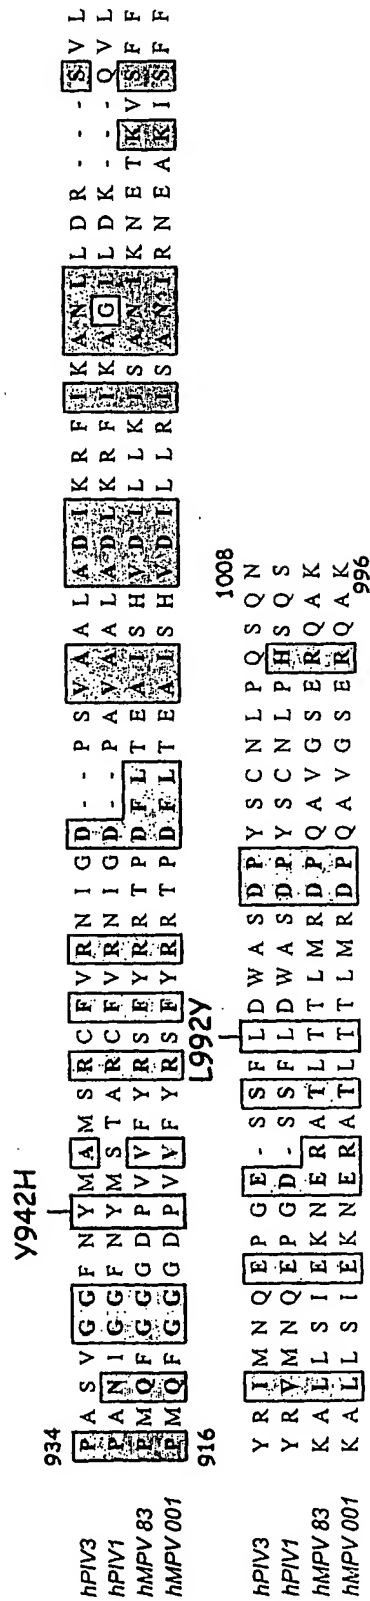 Y942H
934
hPIV3 P A S V G G F N Y M A M S R C F V R N I G D - - P S V A A L A D I K R F I K A N L L D R - - - S V L
hPIV1 P A N I G G F N Y M S T A R C F V R N I G D - - P A V A A L A D L K R F I K A G L L D K - - - Q V L
hMPV 83 P M Q F G G G D P V V F Y R S F Y R R T P D F L T E A I S H V D I L L K I S A N I K N E T K V S F F
hMPV 001 P M Q F G G G D P V V F Y R S F Y R R T P D F L T E A I S H V D I L L R I S A N I R N E A K I S F F
916
L992Y
1008
hPIV3 Y R I M N Q E P G E - S S F L D W A S D P Y S C N L P Q S Q N
hPIV1 Y R V M N Q E P G D - S S F L D W A S D P Y S C N L P H S Q S
hMPV 83 K A L L S I E K N E R A T L T T L M R D P Q A V G S E R Q A K
hMPV 001 K A L L S I E K N E R A T L T T L M R D P Q A V G S E R Q A K
996